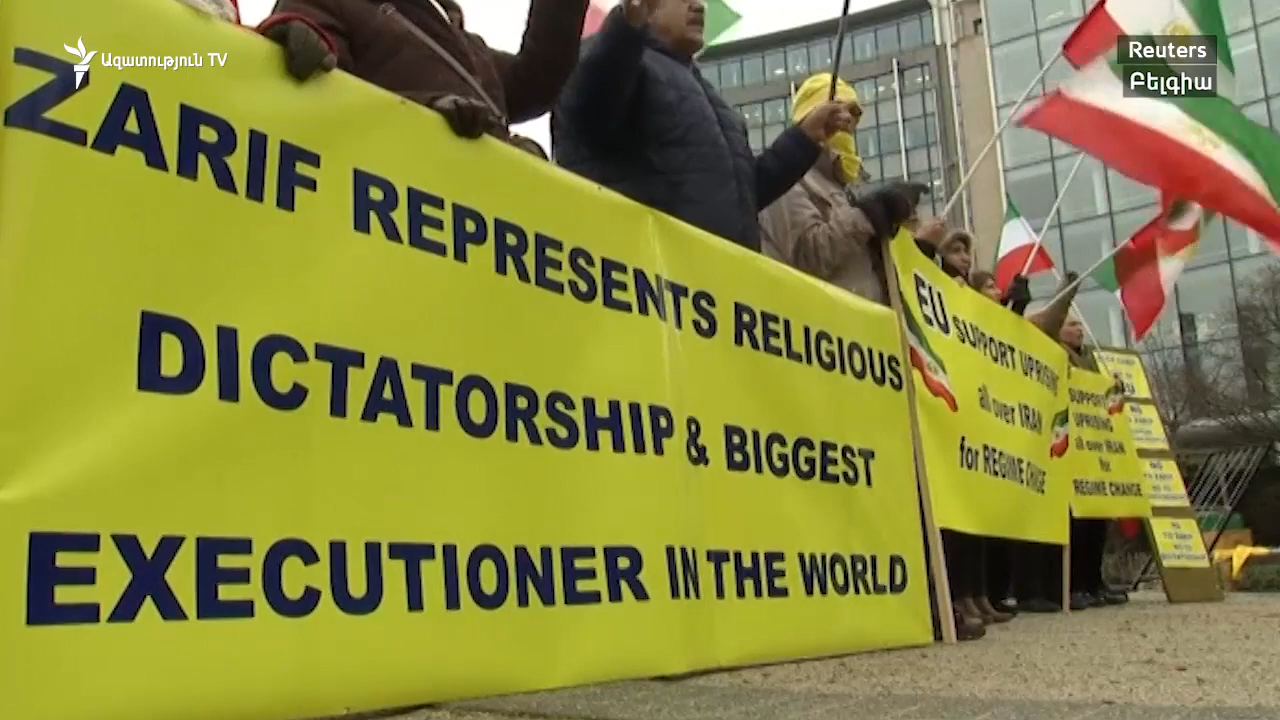 Ազատություն TV
Reuters
Բելգիա
ZARIF REPRESENTS RELIGIOUS
DICTATORSHIP & BIGGEST
EXECUTIONER IN THE WORLD
EU SUPPORT UPRISING
all over IRAN
for REGIME
SUPPORT
UPRISING
all over IRAN
for
REGIME CHANGE
NO